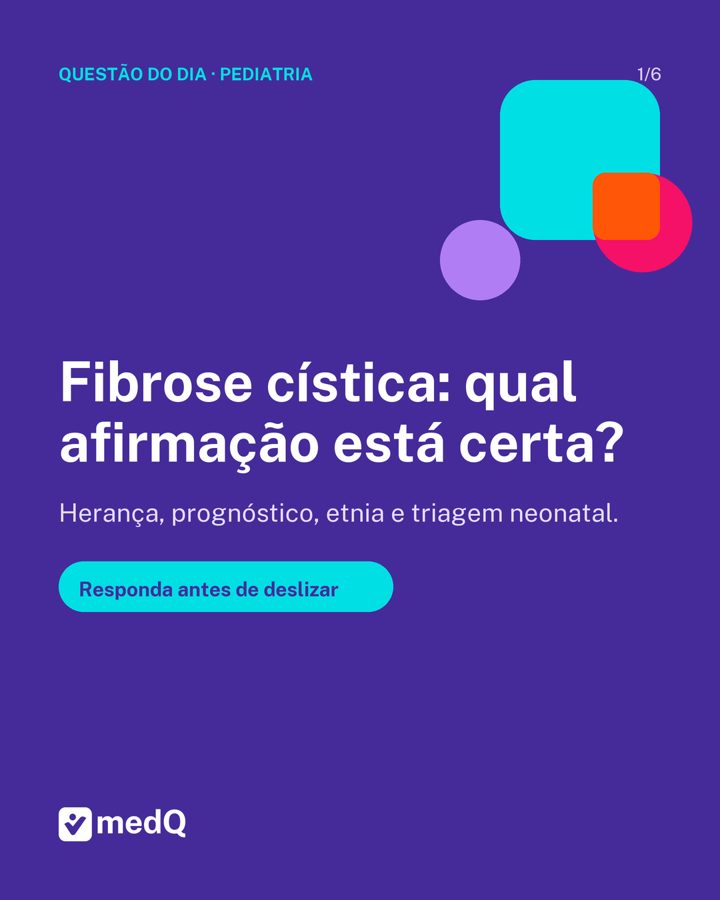 QUESTÃO DO DIA · PEDIATRIA
1/6
Fibrose cística: qual
afirmação está certa?
Herança, prognóstico, etnia e triagem neonatal.
Responda antes de deslizar
medQ